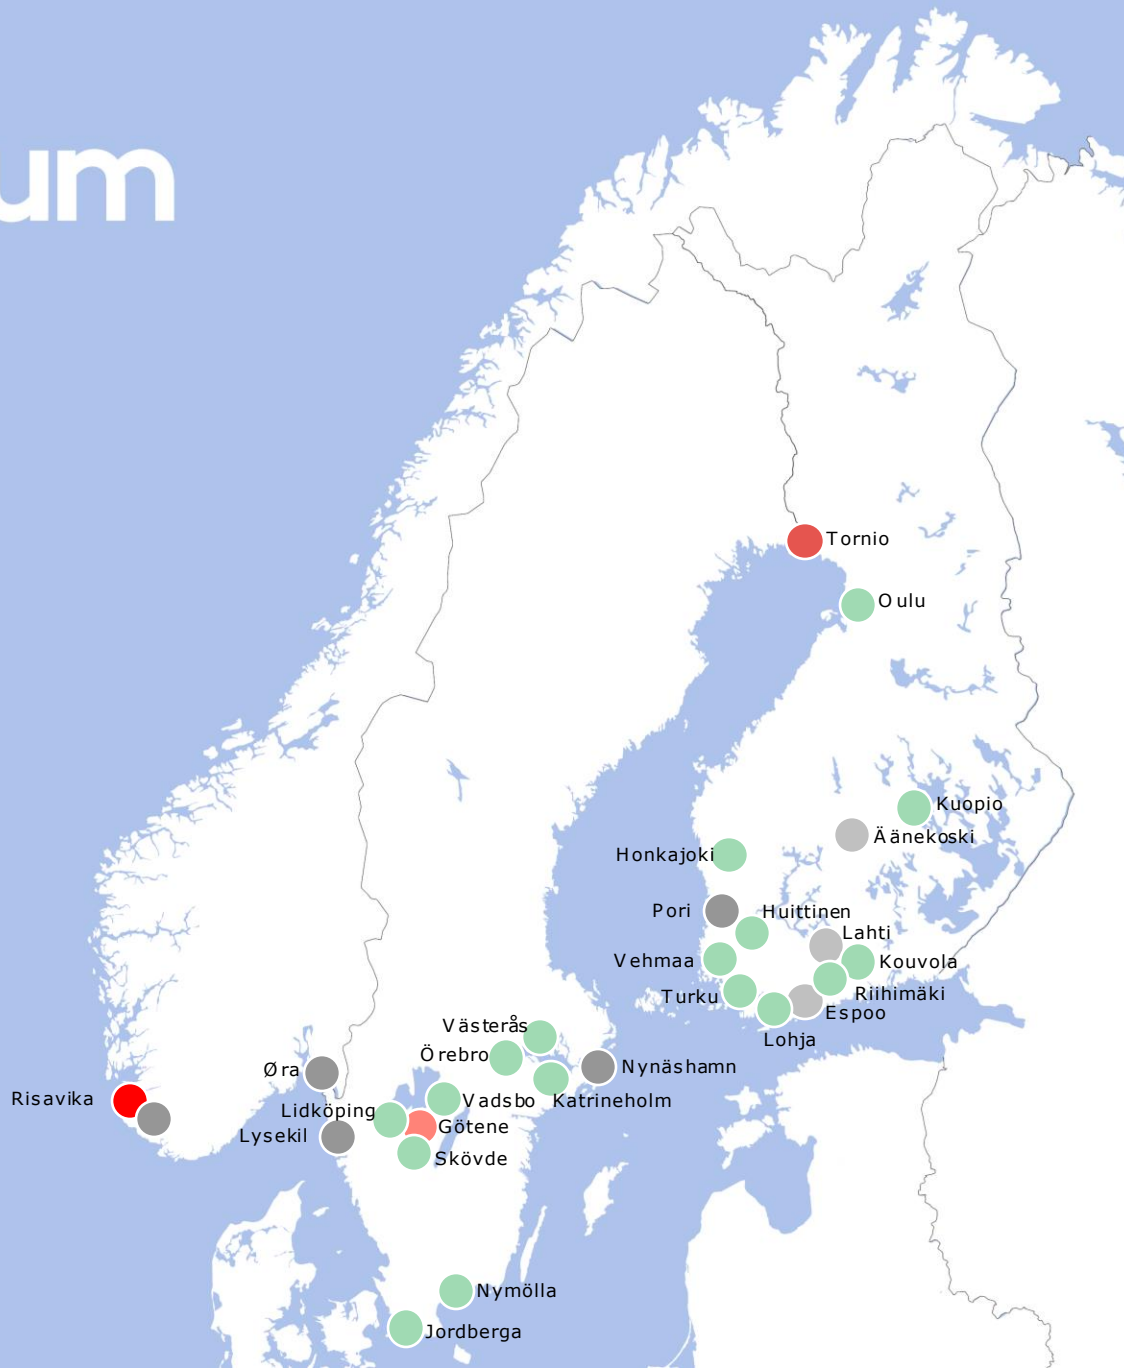 um
Tornio
Oulu
Kuopio
Äänekoski
Honkajoki
Pori
Huittinen
Lahti
Vehmaa
Kouvola
Turku
Riihimäki
Espoo
Lohja
Västerås
Örebro
Øra
Nynäshamn
Risavika
Vadsbo
Katrineholm
Lidköping
Götene
Lysekil
Skövde
Nymölla
Jordberga